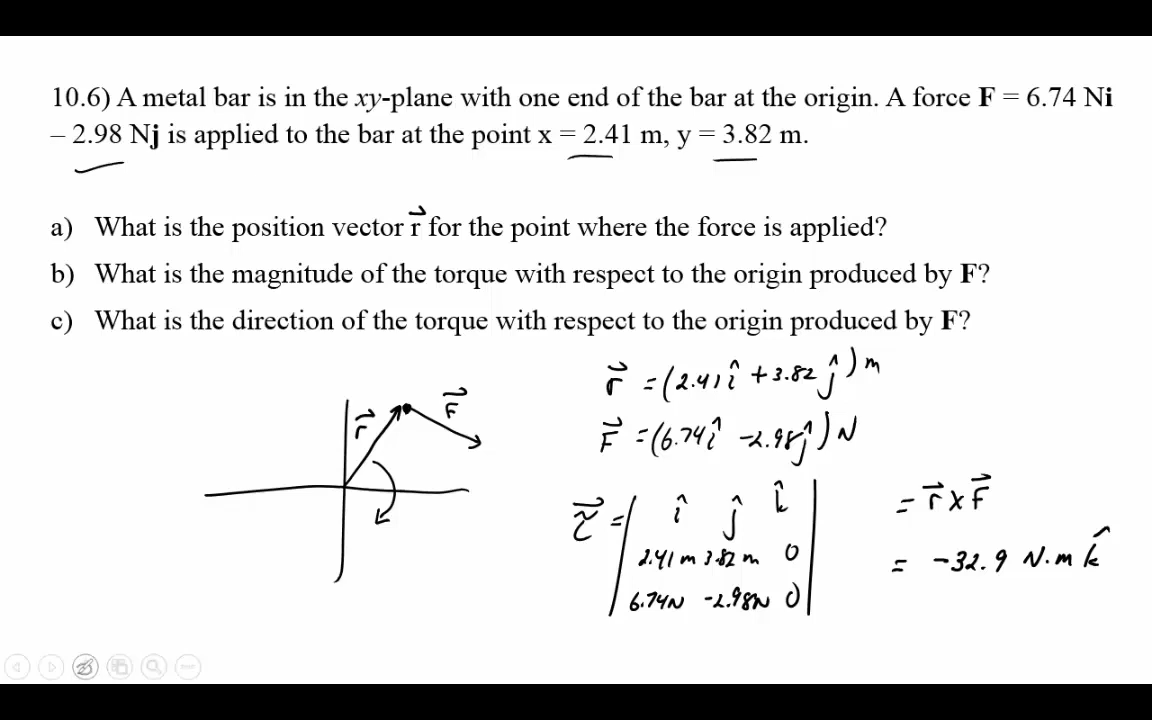 10.6) A metal bar is in the xy-plane with one end of the bar at the origin. A force F = 6.74 Ni
– 2.98 Nj is applied to the bar at the point x = 2.41 m, y = 3.82 m.
a) What is the position vector r⃗ for the point where the force is applied?
b) What is the magnitude of the torque with respect to the origin produced by F?
c) What is the direction of the torque with respect to the origin produced by F?
r⃗ = (2.41 î + 3.82 ĵ) m
F⃗ = (6.74 î - 2.98 ĵ) N
r⃗ F⃗
τ⃗ = | î ĵ k̂ | = r⃗ x F⃗
2.41 m 3.82 m 0
= -32.9 N·m k̂
6.74N -2.98N 0